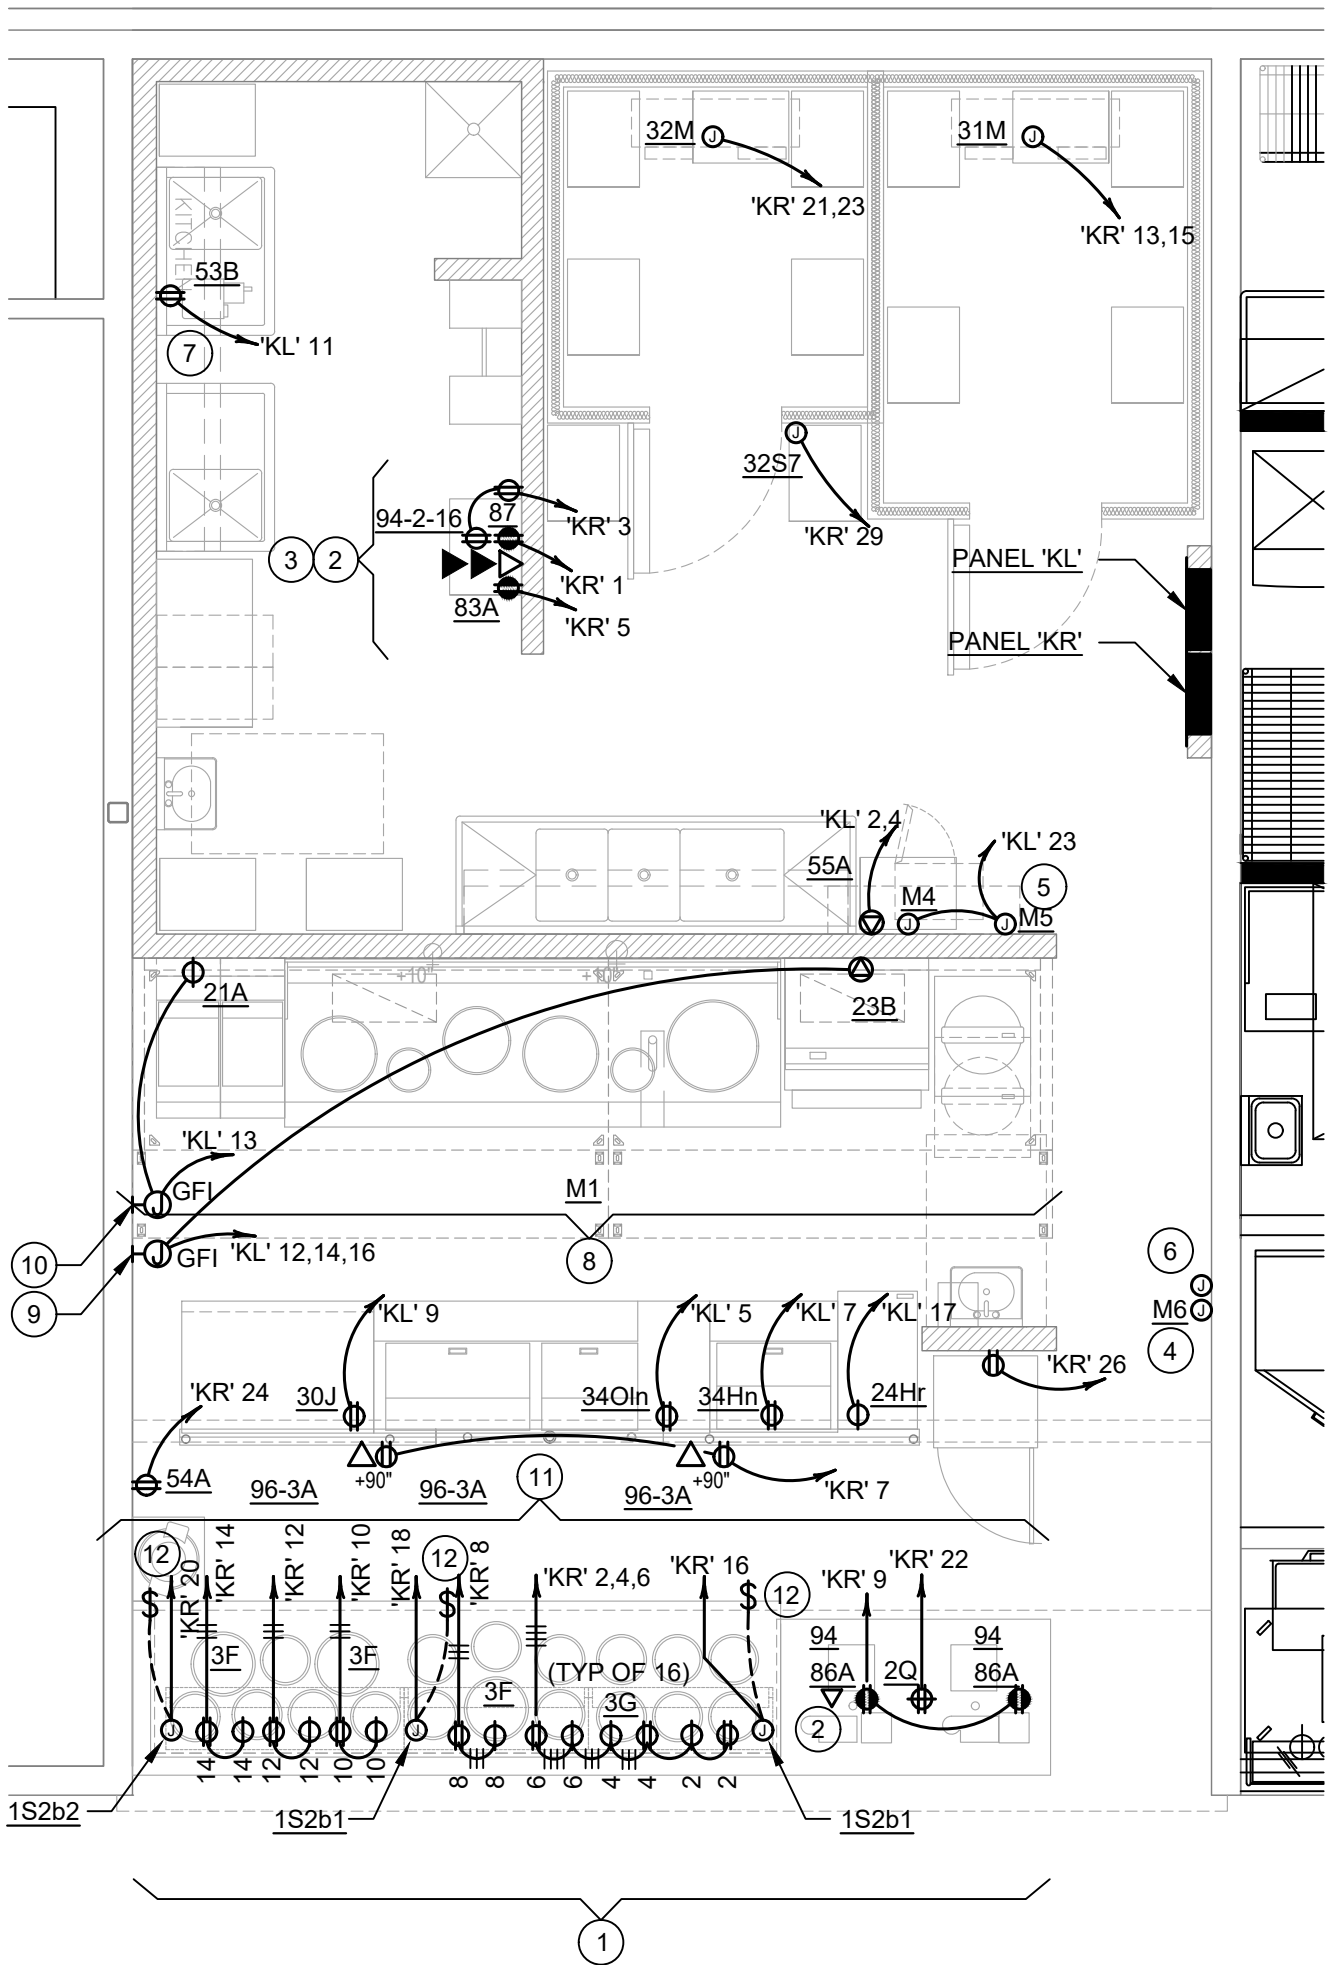 32M
J
31M
J
'KR' 21,23
'KR' 13,15
KITCHEN
53B
'KL' 11
7
J
32S7
'KR' 29
94-2-16
87
'KR' 3
3
2
'KR' 1
83A
'KR' 5
PANEL 'KL'
PANEL 'KR'
'KL' 2,4
'KL' 23
55A
5
M4
J
J
M5
21A
+10"
+10"
23B
'KL' 13
GFI
J
M1
10
J
GFI
'KL' 12,14,16
8
6
J
9
M6
J
4
'KL' 9
'KL' 5
'KL' 7
'KL' 17
'KR' 26
'KR' 24
30J
34OIn
34Hn
24Hr
54A
+90"
+90"
96-3A
96-3A
11
96-3A
'KR' 7
12
'KR' 20
'KR' 14
'KR' 12
'KR' 10
'KR' 18
12
'KR' 8
'KR' 2,4,6
'KR' 16
12
'KR' 9
'KR' 22
$
$
$
3F
3F
3F
(TYP OF 16)
3G
94
86A
2Q
94
86A
J
J
J
2
14
14
12
12
10
10
8
8
6
6
4
4
2
2
1S2b2
1S2b1
1S2b1
1